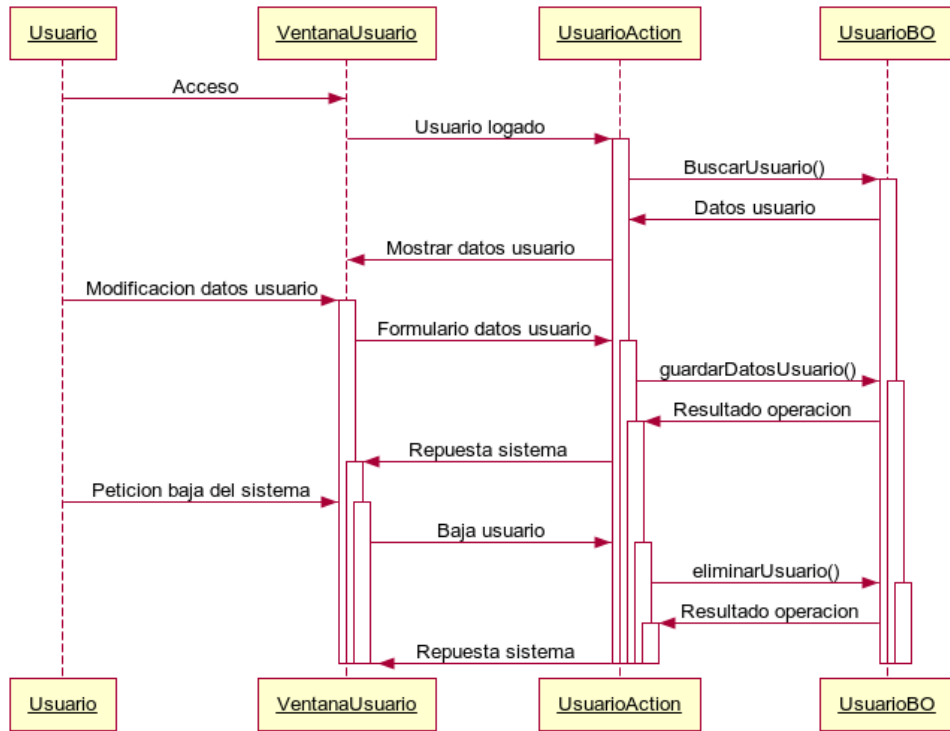 Usuario
VentanaUsuario
UsuarioAction
UsuarioBO
Acceso
Usuario logado
BuscarUsuario()
Datos usuario
Mostrar datos usuario
Modificacion datos usuario
Formulario datos usuario
guardarDatosUsuario()
Resultado operacion
Repuesta sistema
Peticion baja del sistema
Baja usuario
eliminarUsuario()
Resultado operacion
Repuesta sistema
Usuario
VentanaUsuario
UsuarioAction
UsuarioBO